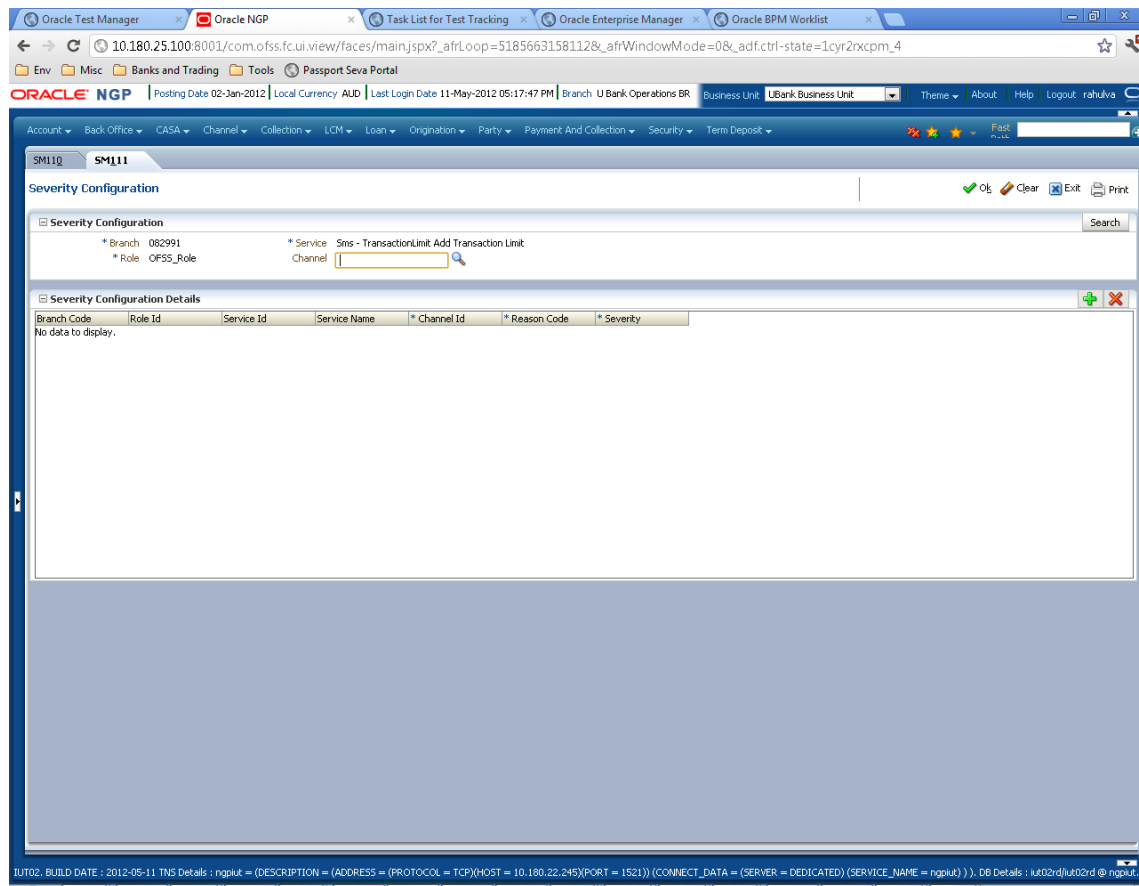 Oracle Test Manager Oracle NGP Task List for Test Tracking Oracle Enterprise Manager Oracle BPM Worklist
10.180.25.100:8001/com.ofss.fc.ui.view/faces/main.jspx?_afrLoop=5185663158112&_afrWindowMode=0&_adf.ctrl-state=1cyr2rxcpm_4
Env Misc Banks and Trading Tools Passport Seva Portal
ORACLE NGP Posting Date 02-Jan-2012 Local Currency AUD Last Login Date 11-May-2012 05:17:47 PM Branch U Bank Operations BR Business Unit UBank Business Unit Theme About Help Logout rahulva
Account Back Office CASA Channel Collection LCM Loan Origination Party Payment And Collection Security Term Deposit Fast
SM110 SM111
Severity Configuration Ok Clear Exit Print
Severity Configuration Search
* Branch 082991 * Service Sms - TransactionLimit Add Transaction Limit
* Role OFSS_Role Channel
Severity Configuration Details
Branch Code Role Id Service Id Service Name * Channel Id * Reason Code * Severity
No data to display.
IUT02. BUILD DATE : 2012-05-11 TNS Details : ngpiut = (DESCRIPTION = (ADDRESS = (PROTOCOL = TCP)(HOST = 10.180.22.245)(PORT = 1521)) (CONNECT_DATA = (SERVER = DEDICATED) (SERVICE_NAME = ngpiut) ) ). DB Details : iut02rd/iut02rd @ ngpiut.